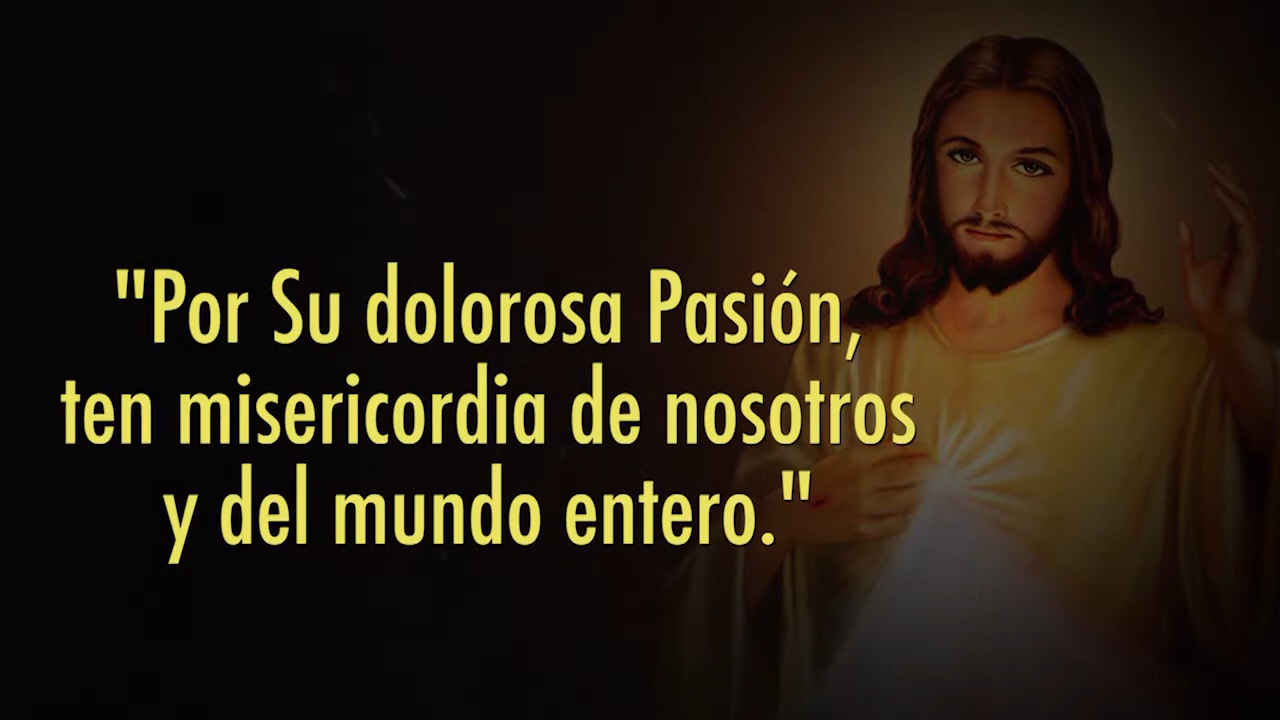 "Por Su dolorosa Pasión,
ten misericordia de nosotros
y del mundo entero."